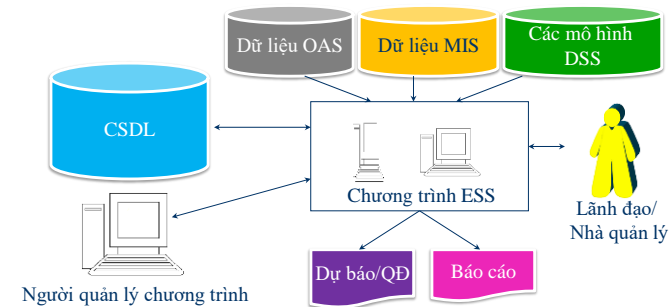 Dữ liệu OAS
Dữ liệu MIS
Các mô hình
DSS
CSDL
Chương trình ESS
Lãnh đạo/
Nhà quản lý
Dự báo/QĐ
Báo cáo
Người quản lý chương trình